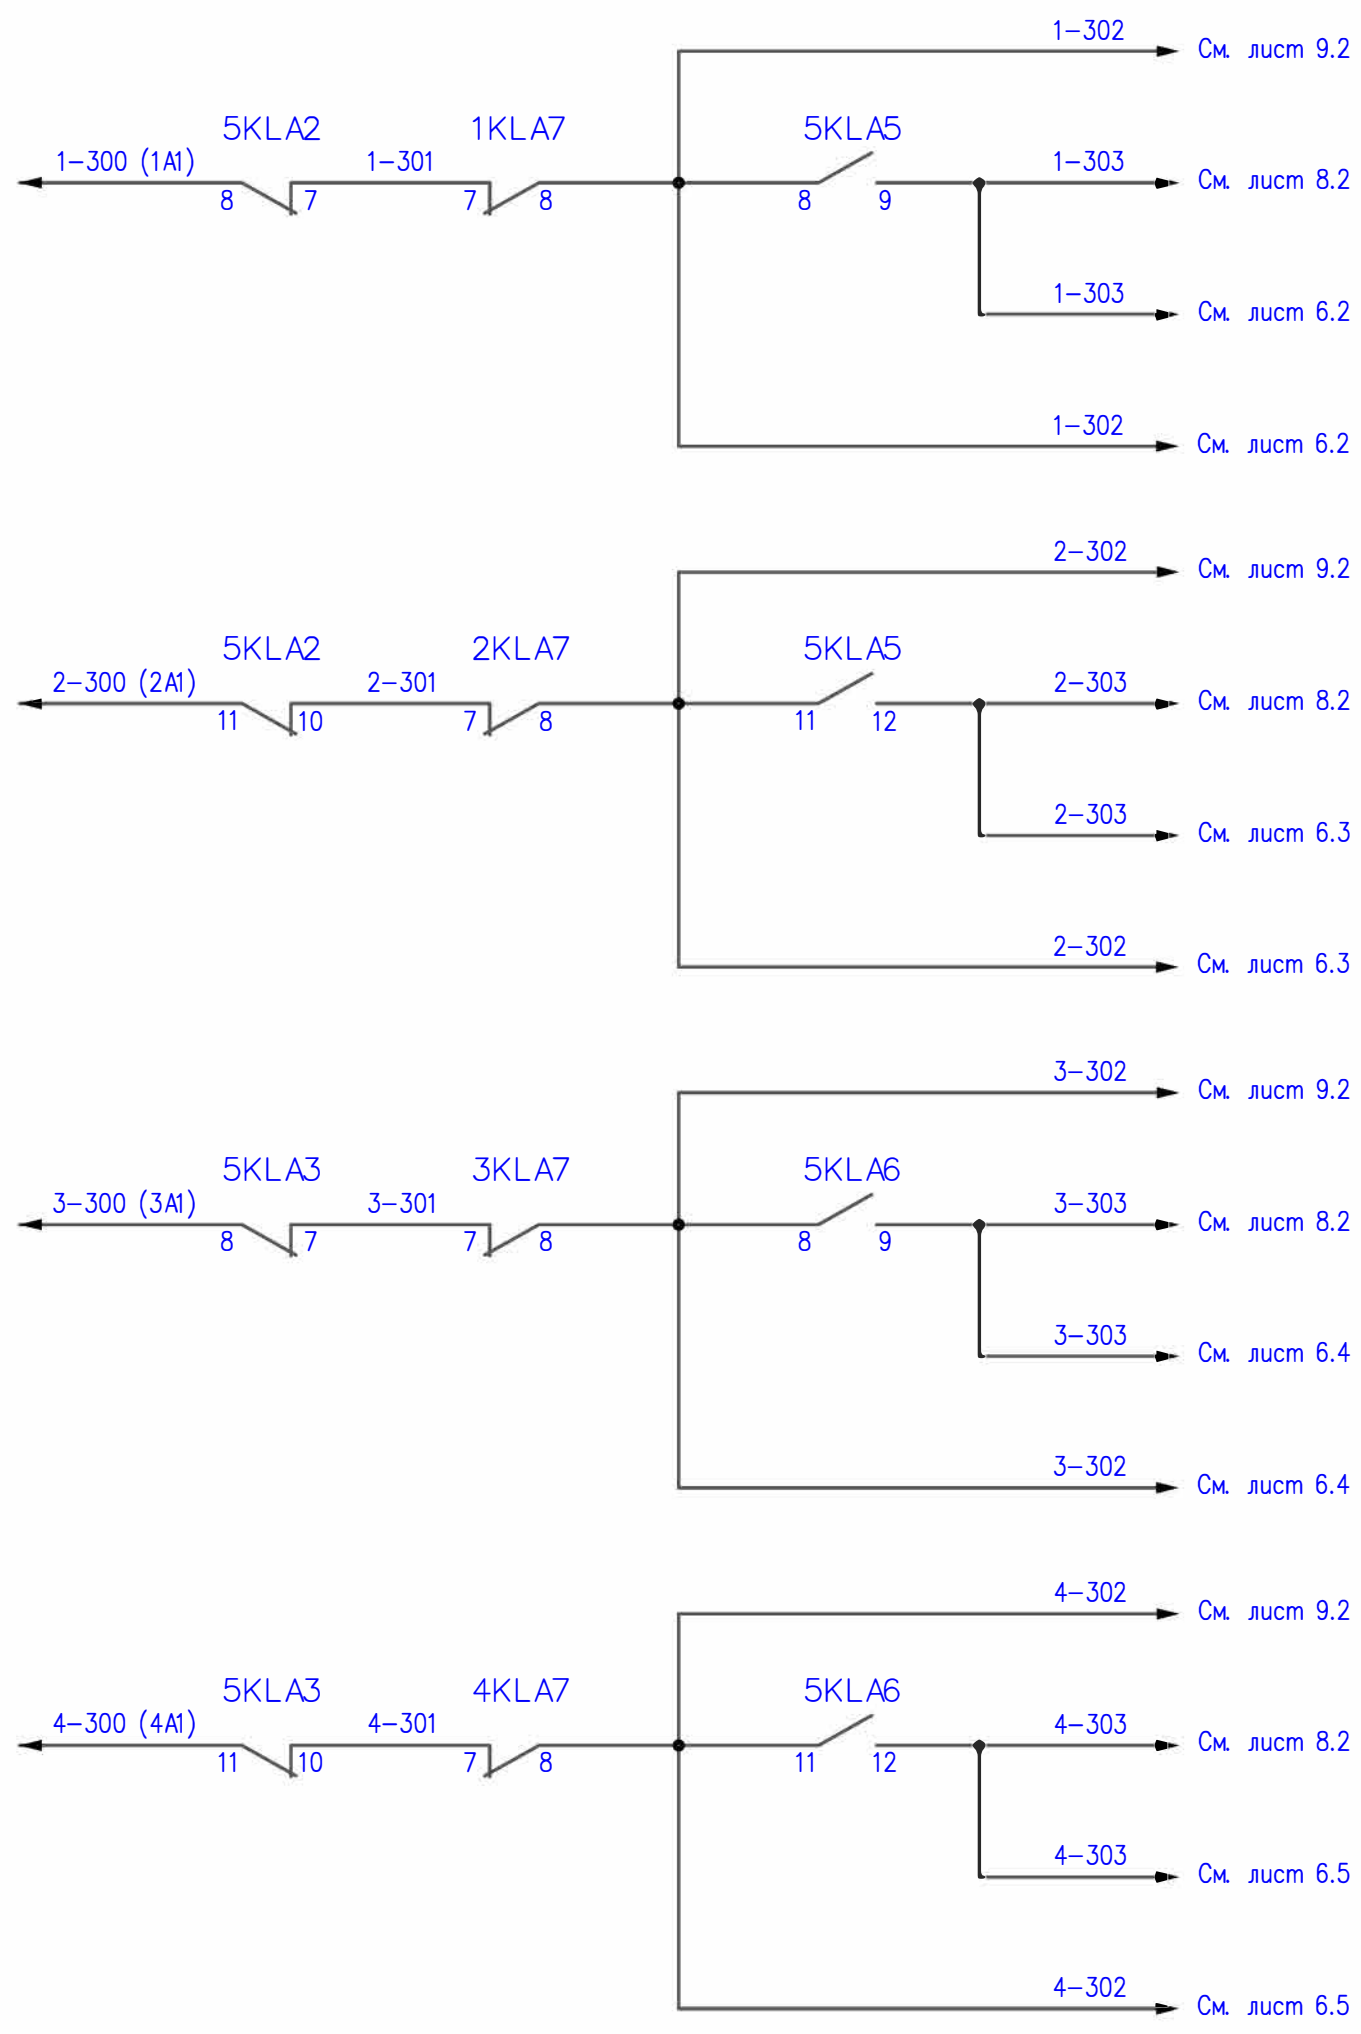 1-302 См. лист 9.2
5KLA2 1KLA7 5KLA5
1-300 (1A1) 1-301 1-303 См. лист 8.2
8 7 7 8 8 9
1-303 См. лист 6.2
1-302 См. лист 6.2
2-302 См. лист 9.2
5KLA2 2KLA7 5KLA5
2-300 (2A1) 2-301 2-303 См. лист 8.2
11 10 7 8 11 12
2-303 См. лист 6.3
2-302 См. лист 6.3
3-302 См. лист 9.2
5KLA3 3KLA7 5KLA6
3-300 (3A1) 3-301 3-303 См. лист 8.2
8 7 7 8 8 9
3-303 См. лист 6.4
3-302 См. лист 6.4
4-302 См. лист 9.2
5KLA3 4KLA7 5KLA6
4-300 (4A1) 4-301 4-303 См. лист 8.2
11 10 7 8 11 12
4-303 См. лист 6.5
4-302 См. лист 6.5